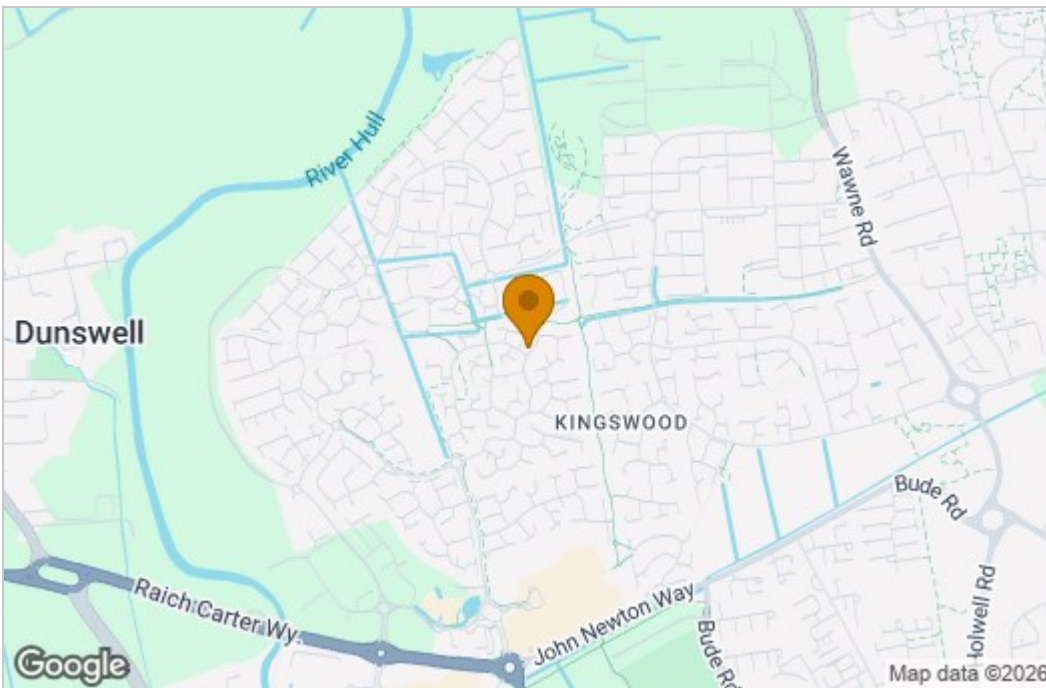 River Hull
Wawne Rd
Dunswell
KINGSWOOD
Bude Rd
Raich Carter Wy.
John Newton Way
Holwell Rd
Bude Rd
Google
Map data ©2026